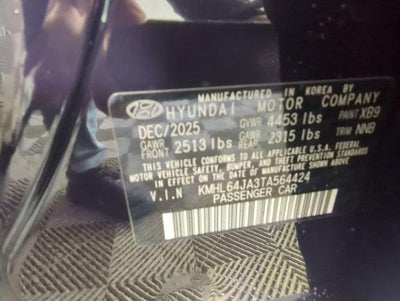 MANUFACTURED IN KOREA BY
HYUNDAI MOTOR COMPANY
DEC/2025 GVWR 4453 lbs PAINT XB9
GAWR FRONT 2513 lbs GAWR REAR 2315 lbs TRIM NNB
THIS VEHICLE CONFORMS TO ALL APPLICABLE U.S. FEDERAL
MOTOR VEHICLE SAFETY, BUMPER, AND THEFT PREVENTION STANDARDS
IN EFFECT ON THE DATE OF MANUFACTURE SHOWN ABOVE.
V.I.N KMHL64JA3TA564424
PASSENGER CAR